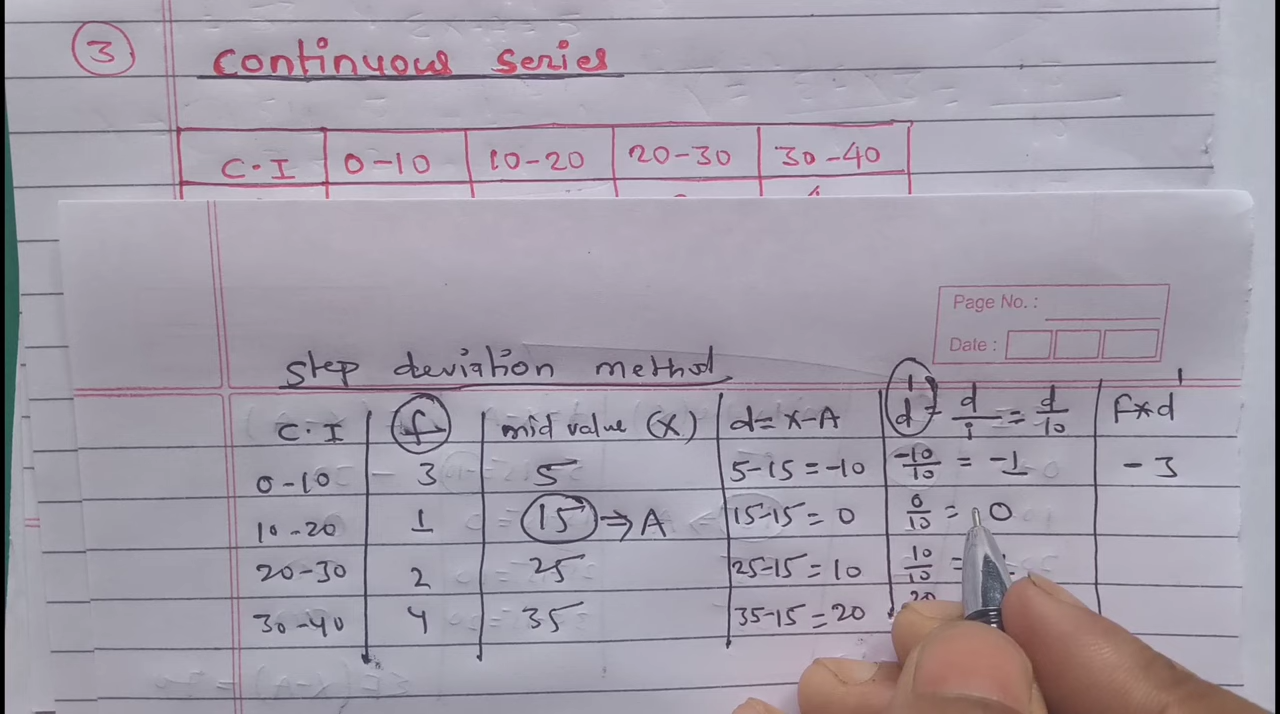 3 Continuous series
C.I 0-10 10-20 20-30 30-40
Page No. :
Date :
Step deviation method
C.I f mid value (x) d=x-A d'= d/i = d/10 f*d'
0-10 3 5 5-15=-10 -10/10 = -1 -3
10-20 1 15 → A 15-15=0 0/10 = 0
20-30 2 25 25-15=10 10/10 =
30-40 4 35 35-15=20 20